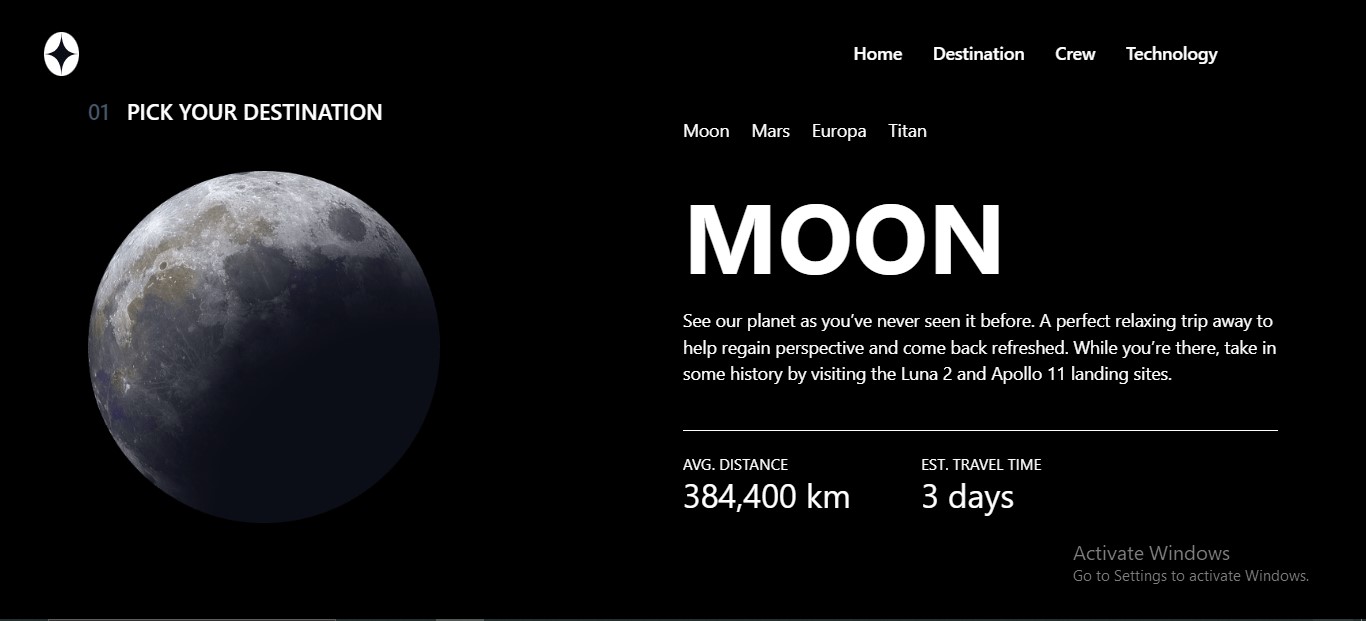 Home Destination Crew Technology
01 PICK YOUR DESTINATION
Moon Mars Europa Titan
MOON
See our planet as you’ve never seen it before. A perfect relaxing trip away to
help regain perspective and come back refreshed. While you’re there, take in
some history by visiting the Luna 2 and Apollo 11 landing sites.
AVG. DISTANCE
384,400 km
EST. TRAVEL TIME
3 days
Activate Windows
Go to Settings to activate Windows.